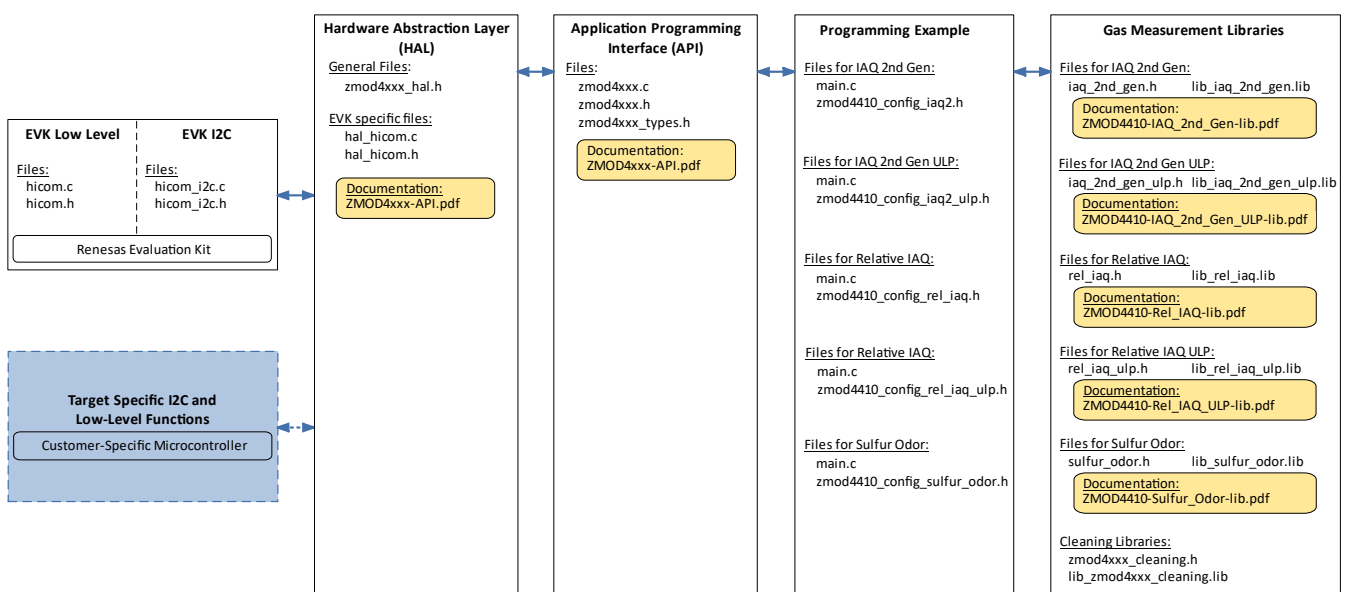 EVK Low Level
Files:
hicom.c
hicom.h
EVK I2C
Files:
hicom_i2c.c
hicom_i2c.h
Renesas Evaluation Kit
Target Specific I2C and
Low-Level Functions
Customer-Specific Microcontroller
Hardware Abstraction Layer
(HAL)
General Files:
zmod4xxx_hal.h
EVK specific files:
hal_hicom.c
hal_hicom.h
Documentation:
ZMOD4xxx-API.pdf
Application Programming
Interface (API)
Files:
zmod4xxx.c
zmod4xxx.h
zmod4xxx_types.h
Documentation:
ZMOD4xxx-API.pdf
Programming Example
Files for IAQ 2nd Gen:
main.c
zmod4410_config_iaq2.h
Files for IAQ 2nd Gen ULP:
main.c
zmod4410_config_iaq2_ulp.h
Files for Relative IAQ:
main.c
zmod4410_config_rel_iaq.h
Files for Relative IAQ:
main.c
zmod4410_config_rel_iaq_ulp.h
Files for Sulfur Odor:
main.c
zmod4410_config_sulfur_odor.h
Gas Measurement Libraries
Files for IAQ 2nd Gen:
iaq_2nd_gen.h lib_iaq_2nd_gen.lib
Documentation:
ZMOD4410-IAQ_2nd_Gen-lib.pdf
Files for IAQ 2nd Gen ULP:
iaq_2nd_gen_ulp.h lib_iaq_2nd_gen_ulp.lib
Documentation:
ZMOD4410-IAQ_2nd_Gen_ULP-lib.pdf
Files for Relative IAQ:
rel_iaq.h lib_rel_iaq.lib
Documentation:
ZMOD4410-Rel_IAQ-lib.pdf
Files for Relative IAQ ULP:
rel_iaq_ulp.h lib_rel_iaq_ulp.lib
Documentation:
ZMOD4410-Rel_IAQ_ULP-lib.pdf
Files for Sulfur Odor:
sulfur_odor.h lib_sulfur_odor.lib
Documentation:
ZMOD4410-Sulfur_Odor-lib.pdf
Cleaning Libraries:
zmod4xxx_cleaning.h
lib_zmod4xxx_cleaning.lib